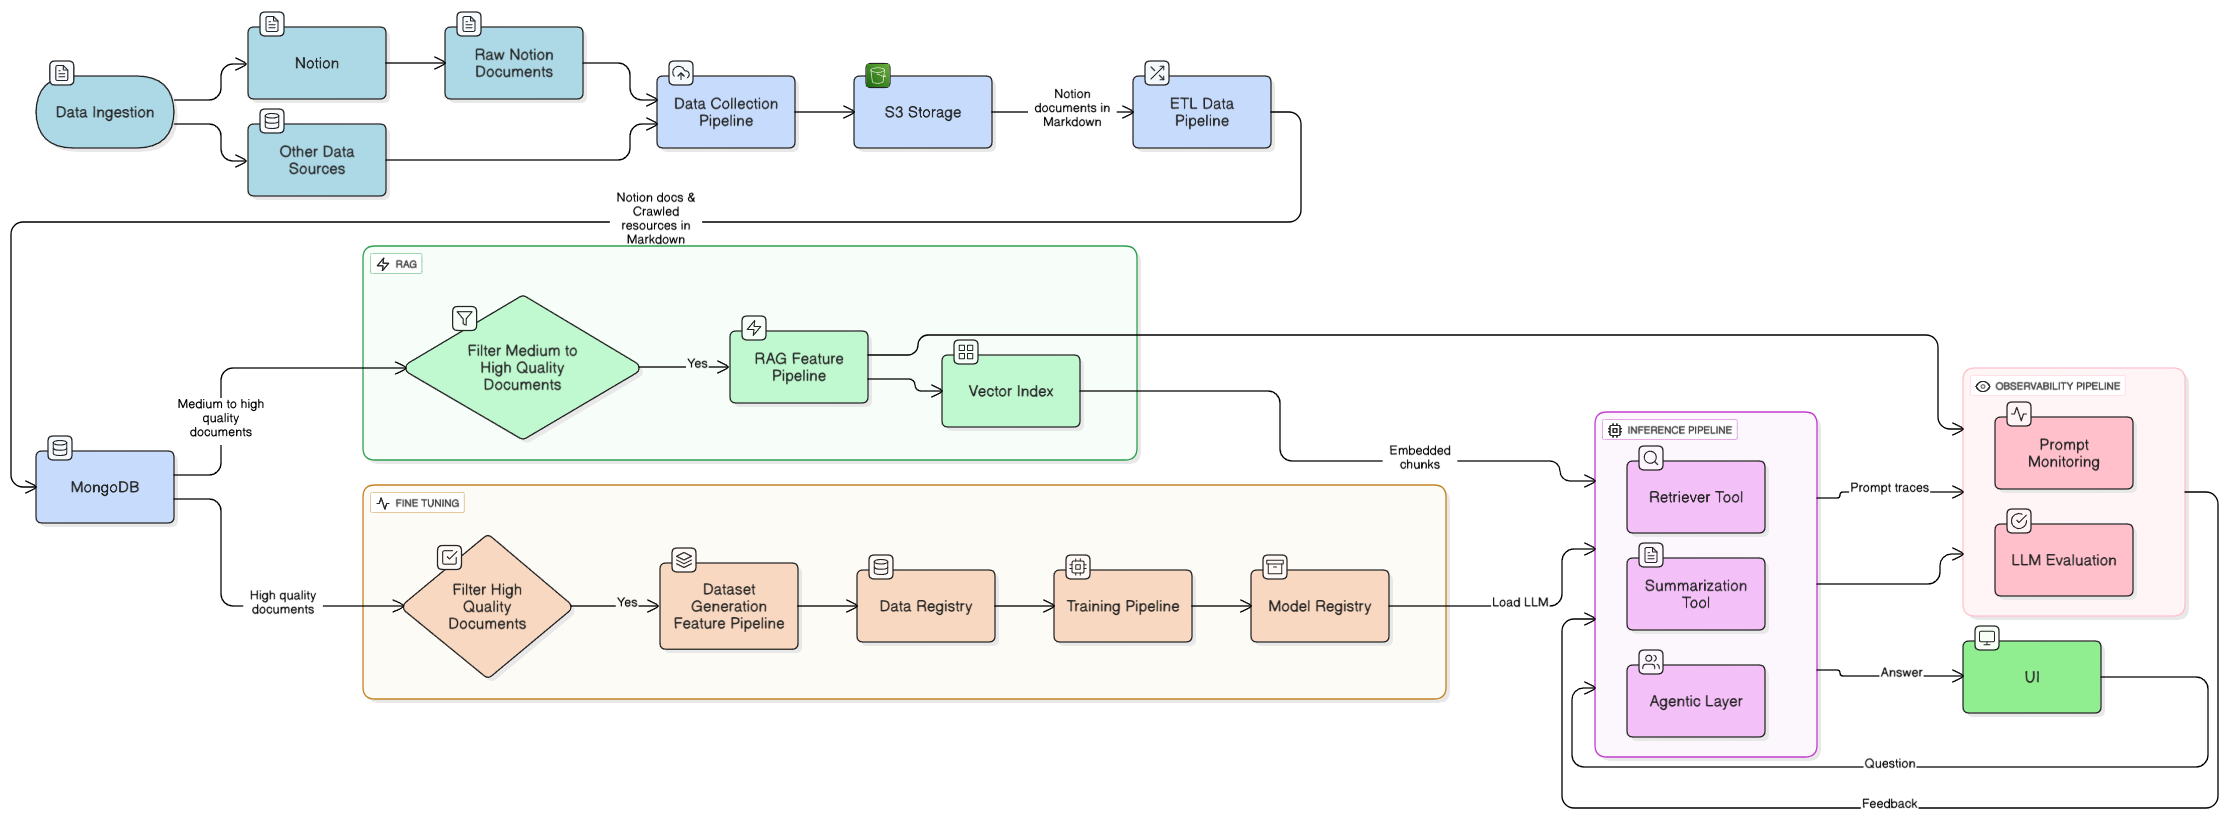 Data Ingestion
Notion
Raw Notion
Documents
Other Data
Sources
Data Collection
Pipeline
S3 Storage
Notion
documents in
Markdown
ETL Data
Pipeline
Notion docs &
Crawled
resources in
Markdown
MongoDB
Medium to high
quality
documents
High quality
documents
RAG
Filter Medium to
High Quality
Documents
Yes
RAG Feature
Pipeline
Vector Index
Embedded
chunks
FINE TUNING
Filter High
Quality
Documents
Yes
Dataset
Generation
Feature Pipeline
Data Registry
Training Pipeline
Model Registry
Load LLM
INFERENCE PIPELINE
Retriever Tool
Summarization
Tool
Agentic Layer
Prompt traces
OBSERVABILITY PIPELINE
Prompt
Monitoring
LLM Evaluation
Answer
UI
Question
Feedback